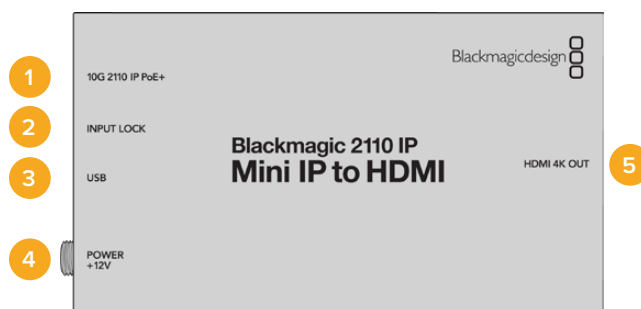 1
10G 2110 IP PoE+
Blackmagicdesign
2
INPUT LOCK
Blackmagic 2110 IP
Mini IP to HDMI
3
USB
HDMI 4K OUT
5
4
POWER
+12V